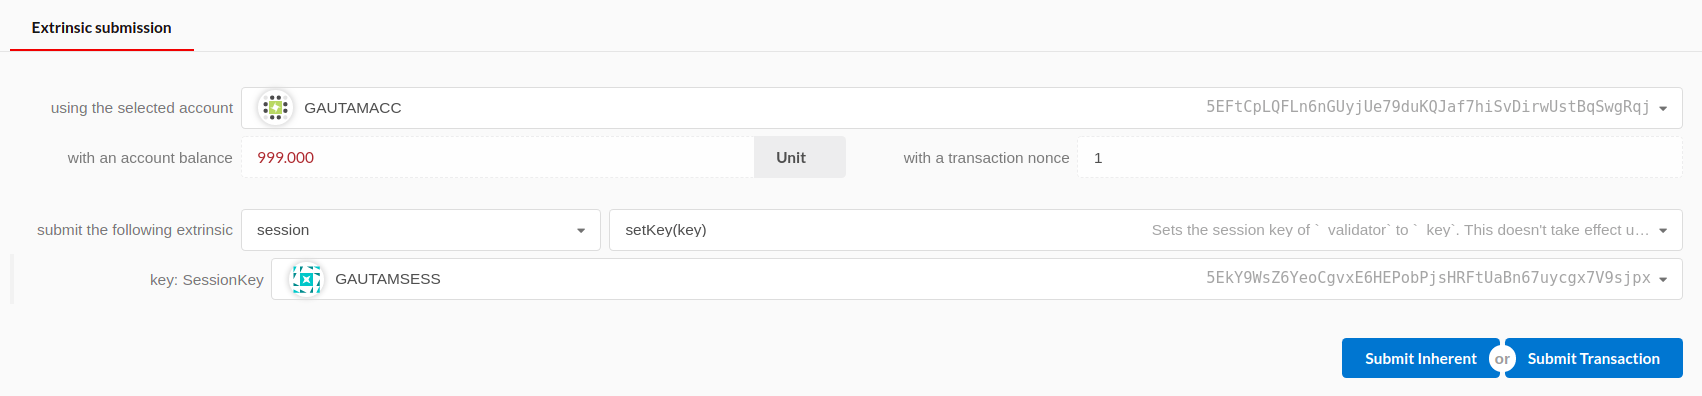 Extrinsic submission
using the selected account GAUTAMACC 5EFtCpLQFLn6nGUyjUe79duKQJaf7hiSvDirwUstBqSwgRqj
with an account balance 999.000 Unit with a transaction nonce 1
submit the following extrinsic session setKey(key) Sets the session key of ` validator` to ` key`. This doesn't take effect u…
key: SessionKey GAUTAMSESS 5EkY9WsZ6YeoCgvxE6HEPobPjsHRFtUaBn67uycgx7V9sjpx
Submit Inherent or Submit Transaction